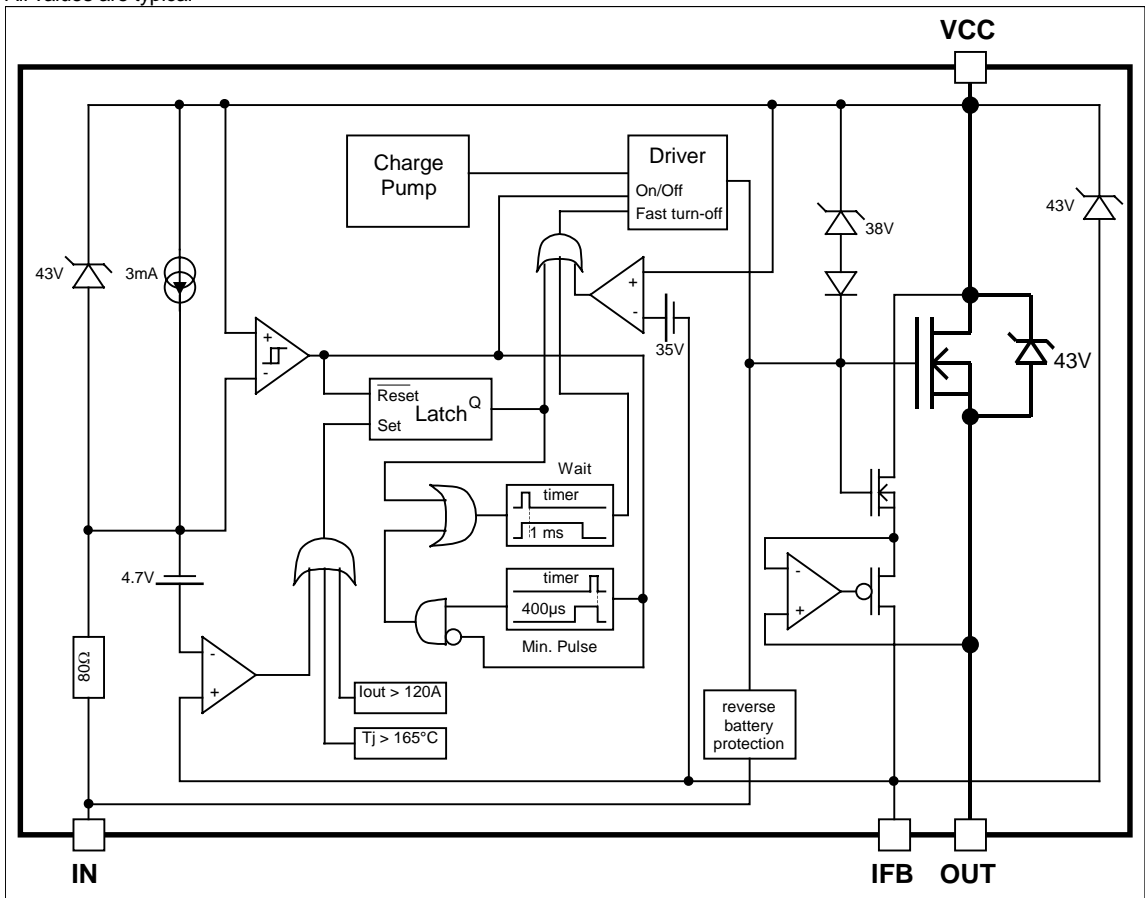 All values are typical
VCC
Charge
Pump
Driver
On/Off
Fast turn-off
43V
3mA
38V
43V
+
-
35V
+
-
43V
Reset
Latch
Q
Set
Wait
timer
1 ms
4.7V
timer
400µs
Min. Pulse
-
+
80Ω
-
+
Iout > 120A
Tj > 165°C
reverse
battery
protection
IN
IFB
OUT